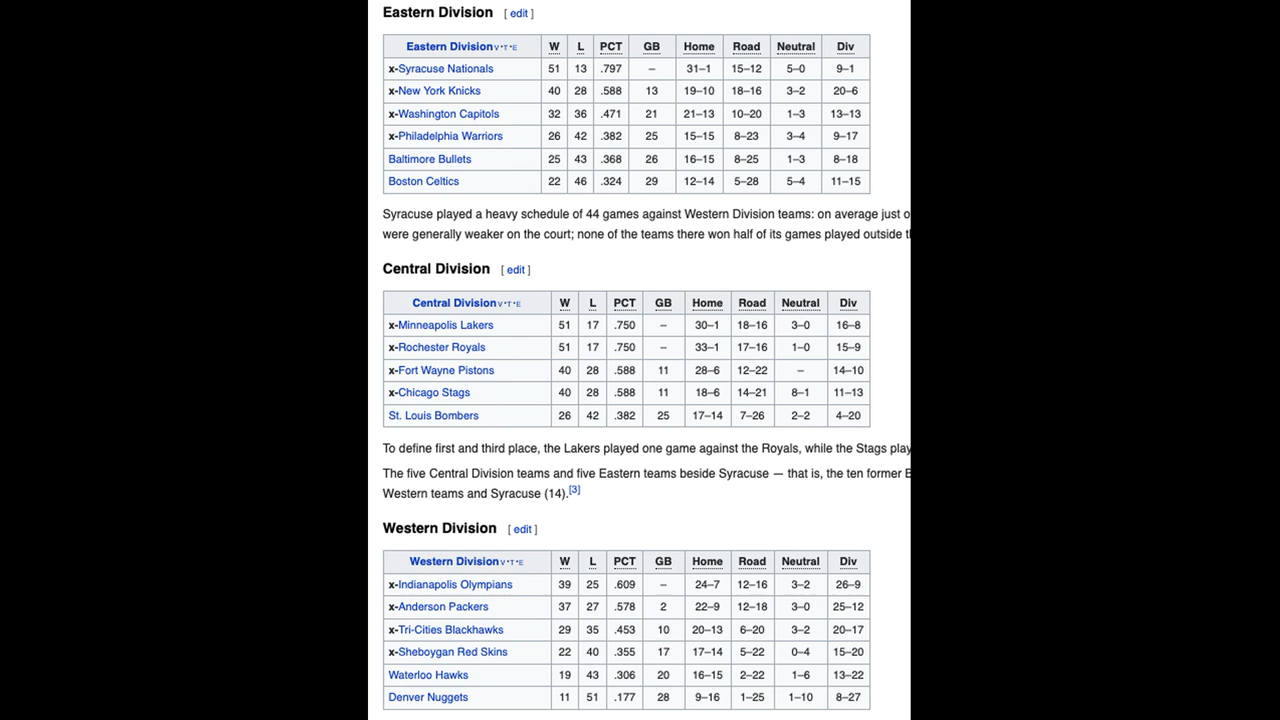 Eastern Division [ edit ]
Eastern Division V•T•E W L PCT GB Home Road Neutral Div
x-Syracuse Nationals 51 13 .797 – 31–1 15–12 5–0 9–1
x-New York Knicks 40 28 .588 13 19–10 18–16 3–2 20–6
x-Washington Capitols 32 36 .471 21 21–13 10–20 1–3 13–13
x-Philadelphia Warriors 26 42 .382 25 15–15 8–23 3–4 9–17
Baltimore Bullets 25 43 .368 26 16–15 8–25 1–3 8–18
Boston Celtics 22 46 .324 29 12–14 5–28 5–4 11–15
Syracuse played a heavy schedule of 44 games against Western Division teams: on average just o
were generally weaker on the court; none of the teams there won half of its games played outside t
Central Division [ edit ]
Central Division V•T•E W L PCT GB Home Road Neutral Div
x-Minneapolis Lakers 51 17 .750 – 30–1 18–16 3–0 16–8
x-Rochester Royals 51 17 .750 – 33–1 17–16 1–0 15–9
x-Fort Wayne Pistons 40 28 .588 11 28–6 12–22 – 14–10
x-Chicago Stags 40 28 .588 11 18–6 14–21 8–1 11–13
St. Louis Bombers 26 42 .382 25 17–14 7–26 2–2 4–20
To define first and third place, the Lakers played one game against the Royals, while the Stags play
The five Central Division teams and five Eastern teams beside Syracuse — that is, the ten former
Western teams and Syracuse (14).[3]
Western Division [ edit ]
Western Division V•T•E W L PCT GB Home Road Neutral Div
x-Indianapolis Olympians 39 25 .609 – 24–7 12–16 3–2 26–9
x-Anderson Packers 37 27 .578 2 22–9 12–18 3–0 25–12
x-Tri-Cities Blackhawks 29 35 .453 10 20–13 6–20 3–2 20–17
x-Sheboygan Red Skins 22 40 .355 17 17–14 5–22 0–4 15–20
Waterloo Hawks 19 43 .306 20 16–15 2–22 1–6 13–22
Denver Nuggets 11 51 .177 28 9–16 1–25 1–10 8–27